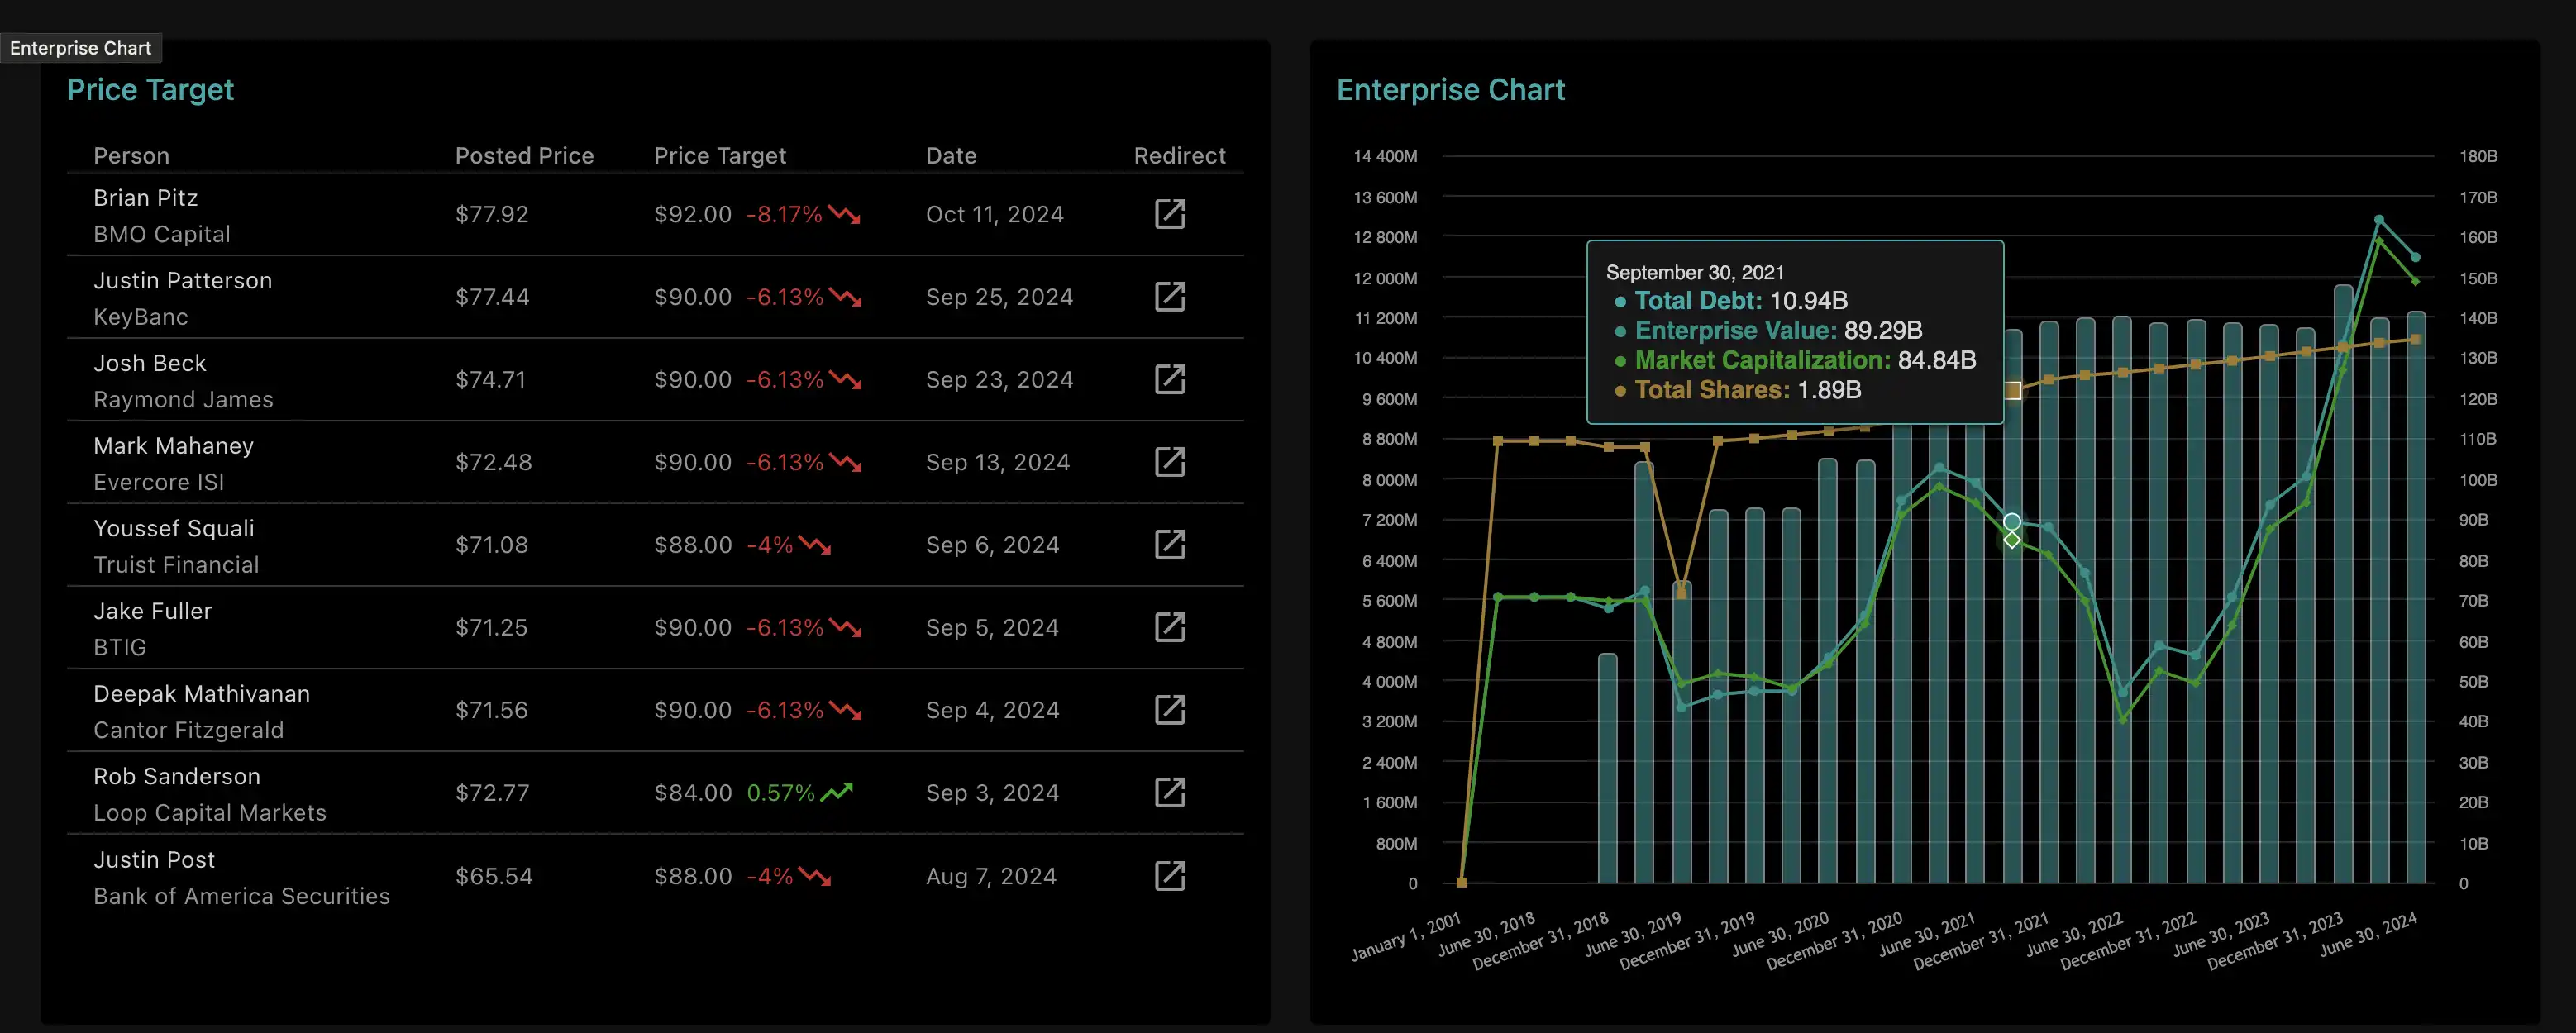 Enterprise Chart
Price Target
Person Posted Price Price Target Date Redirect
Brian Pitz
BMO Capital
$77.92 $92.00 -8.17% Oct 11, 2024
Justin Patterson
KeyBanc
$77.44 $90.00 -6.13% Sep 25, 2024
Josh Beck
Raymond James
$74.71 $90.00 -6.13% Sep 23, 2024
Mark Mahaney
Evercore ISI
$72.48 $90.00 -6.13% Sep 13, 2024
Youssef Squali
Truist Financial
$71.08 $88.00 -4% Sep 6, 2024
Jake Fuller
BTIG
$71.25 $90.00 -6.13% Sep 5, 2024
Deepak Mathivanan
Cantor Fitzgerald
$71.56 $90.00 -6.13% Sep 4, 2024
Rob Sanderson
Loop Capital Markets
$72.77 $84.00 0.57% Sep 3, 2024
Justin Post
Bank of America Securities
$65.54 $88.00 -4% Aug 7, 2024
Enterprise Chart
14 400M
13 600M
12 800M
12 000M
11 200M
10 400M
9 600M
8 800M
8 000M
7 200M
6 400M
5 600M
4 800M
4 000M
3 200M
2 400M
1 600M
800M
0
September 30, 2021
Total Debt: 10.94B
Enterprise Value: 89.29B
Market Capitalization: 84.84B
Total Shares: 1.89B
180B
170B
160B
150B
140B
130B
120B
110B
100B
90B
80B
70B
60B
50B
40B
30B
20B
10B
0
January 1, 2001
June 30, 2018
December 31, 2018
June 30, 2019
December 31, 2019
June 30, 2020
December 31, 2020
June 30, 2021
December 31, 2021
June 30, 2022
December 31, 2022
June 30, 2023
December 31, 2023
June 30, 2024